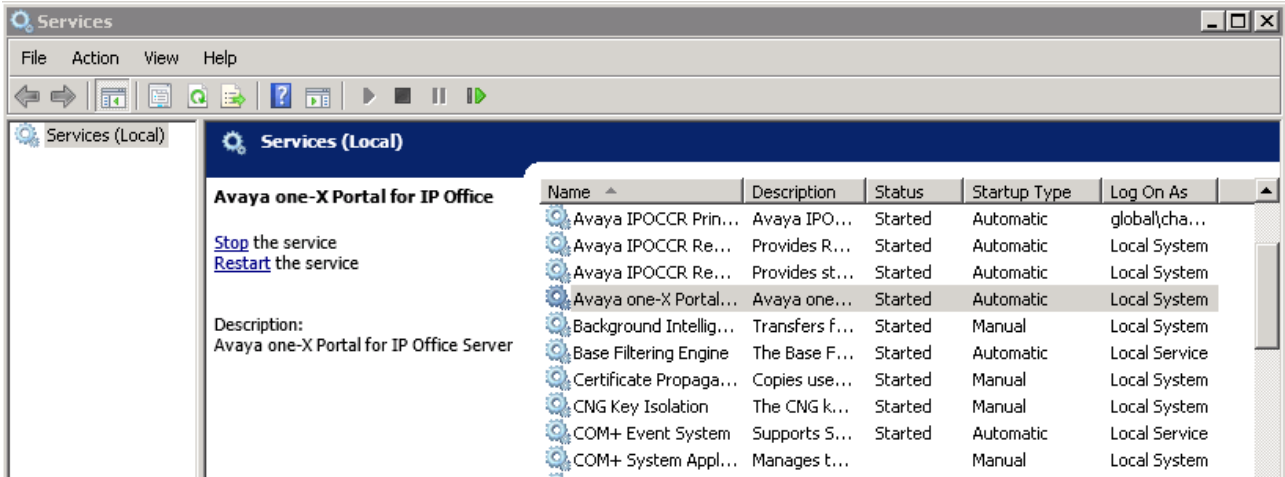 Services
File Action View Help
Services (Local)
Services (Local)
Avaya one-X Portal for IP Office
Stop the service
Restart the service
Description:
Avaya one-X Portal for IP Office Server
Name Description Status Startup Type Log On As
Avaya IPOCCR Prin... Avaya IPO... Started Automatic global\cha...
Avaya IPOCCR Re... Provides R... Started Automatic Local System
Avaya IPOCCR Re... Provides st... Started Automatic Local System
Avaya one-X Portal... Avaya one... Started Automatic Local System
Background Intellig... Transfers f... Started Manual Local System
Base Filtering Engine The Base F... Started Automatic Local Service
Certificate Propaga... Copies use... Started Manual Local System
CNG Key Isolation The CNG k... Started Manual Local System
COM+ Event System Supports S... Started Automatic Local Service
COM+ System Appl... Manages t... Manual Local System